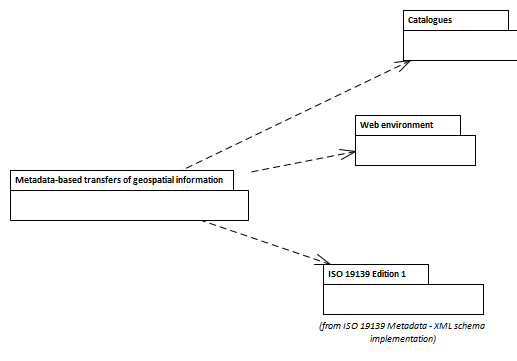 Catalogues
Web environment
Metadata-based transfers of geospatial information
ISO 19139 Edition 1
(from ISO 19139 Metadata - XML schema
implementation)